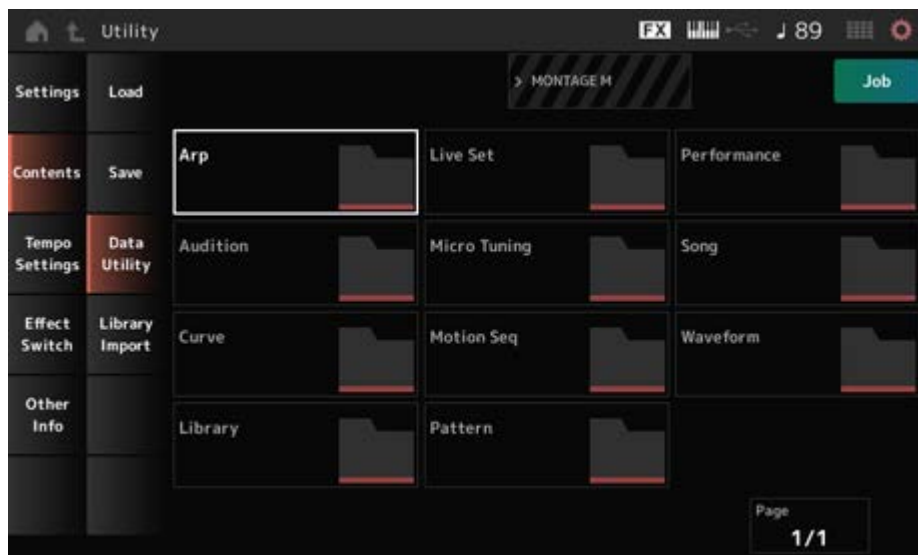 Utility
FX
♩ 89
Settings
Load
> MONTAGE M
Job
Contents
Save
Arp
Live Set
Performance
Tempo
Settings
Data
Utility
Audition
Micro Tuning
Song
Effect
Switch
Library
Import
Curve
Motion Seq
Waveform
Other
Info
Library
Pattern
Page
1/1